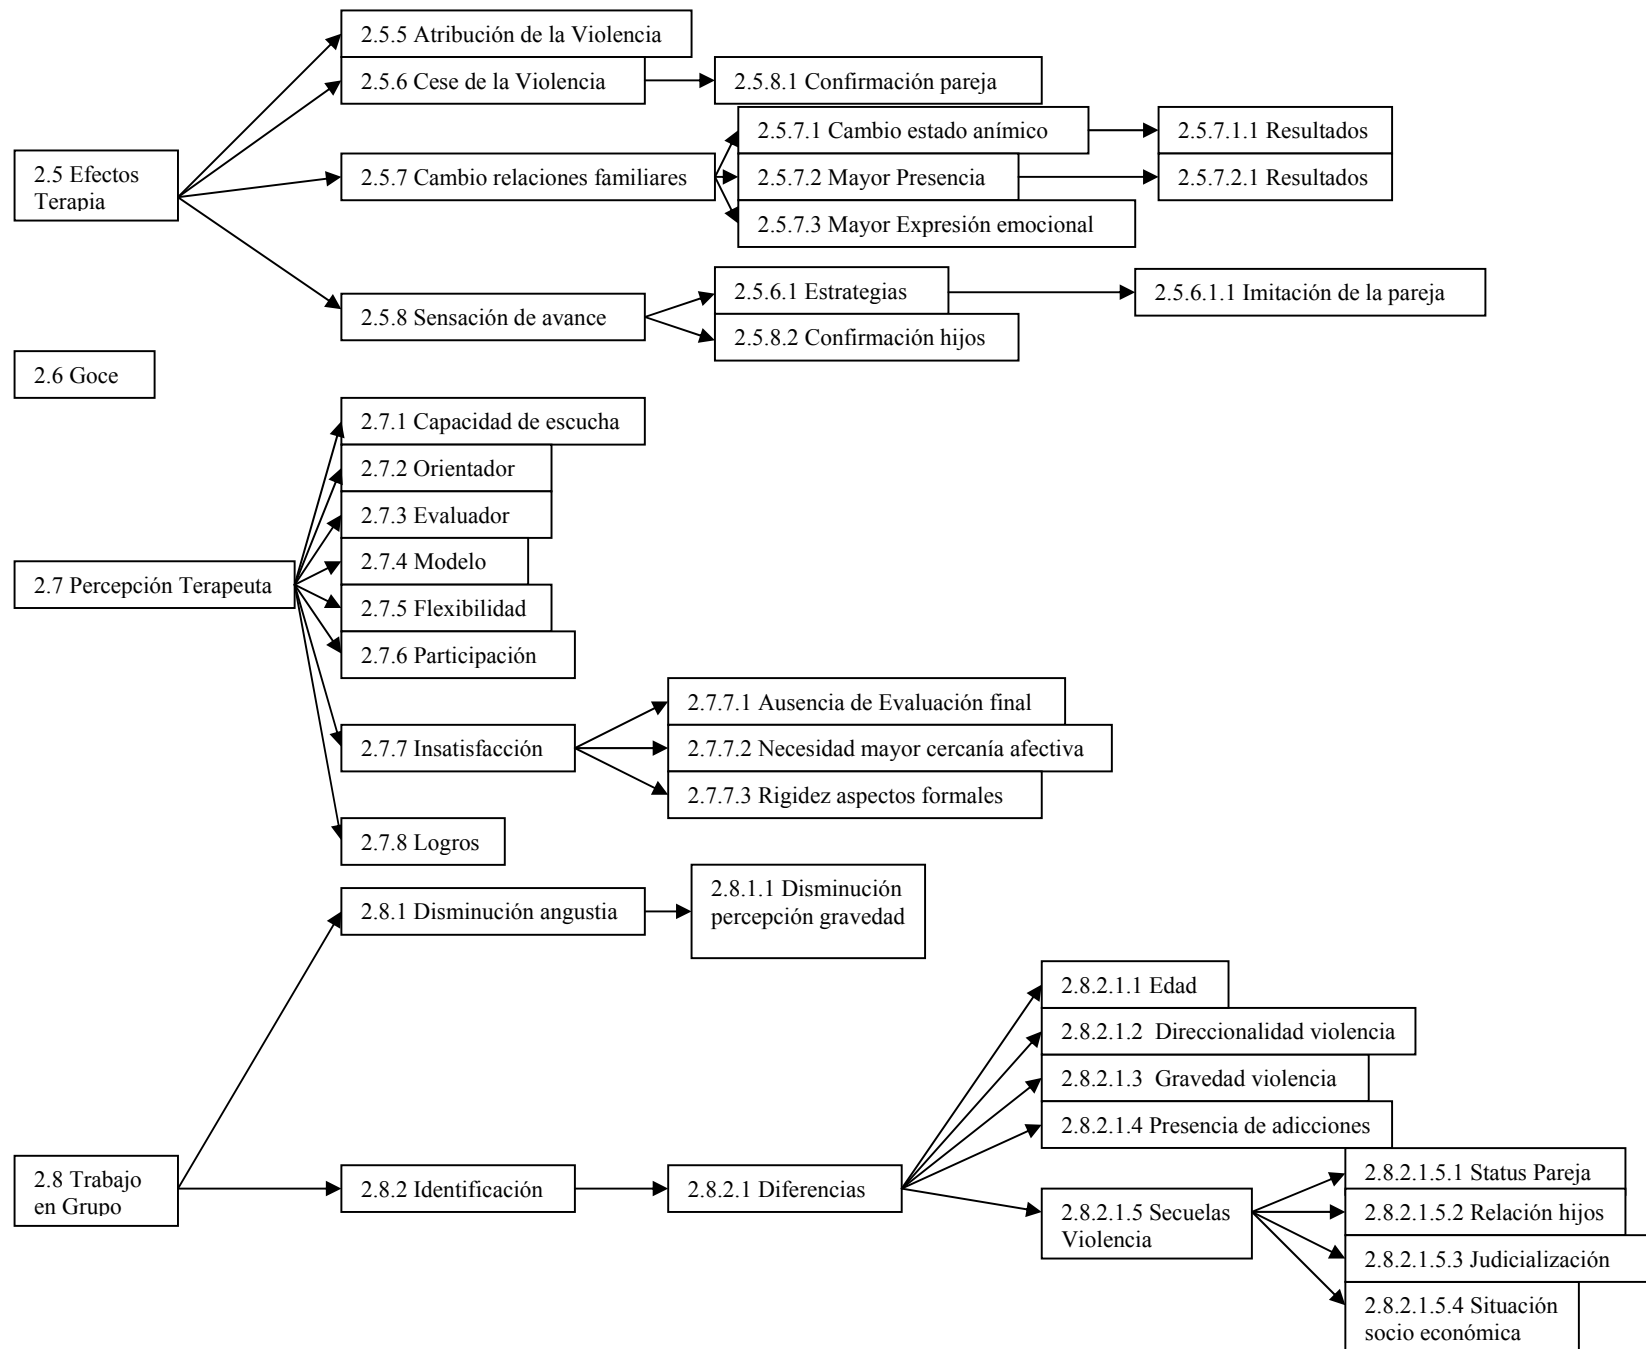 2.5.5 Atribución de la Violencia
2.5.6 Cese de la Violencia
2.5.8.1 Confirmación pareja
2.5 Efectos
Terapia
2.5.7 Cambio relaciones familiares
2.5.7.1 Cambio estado anímico
2.5.7.1.1 Resultados
2.5.7.2 Mayor Presencia
2.5.7.2.1 Resultados
2.5.7.3 Mayor Expresión emocional
2.5.8 Sensación de avance
2.5.6.1 Estrategias
2.5.6.1.1 Imitación de la pareja
2.5.8.2 Confirmación hijos
2.6 Goce
2.7 Percepción Terapeuta
2.7.1 Capacidad de escucha
2.7.2 Orientador
2.7.3 Evaluador
2.7.4 Modelo
2.7.5 Flexibilidad
2.7.6 Participación
2.7.7 Insatisfacción
2.7.7.1 Ausencia de Evaluación final
2.7.7.2 Necesidad mayor cercanía afectiva
2.7.7.3 Rigidez aspectos formales
2.7.8 Logros
2.8 Trabajo
en Grupo
2.8.1 Disminución angustia
2.8.1.1 Disminución
percepción gravedad
2.8.2 Identificación
2.8.2.1 Diferencias
2.8.2.1.1 Edad
2.8.2.1.2  Direccionalidad violencia
2.8.2.1.3  Gravedad violencia
2.8.2.1.4 Presencia de adicciones
2.8.2.1.5 Secuelas
Violencia
2.8.2.1.5.1 Status Pareja
2.8.2.1.5.2 Relación hijos
2.8.2.1.5.3 Judicialización
2.8.2.1.5.4 Situación
socio económica